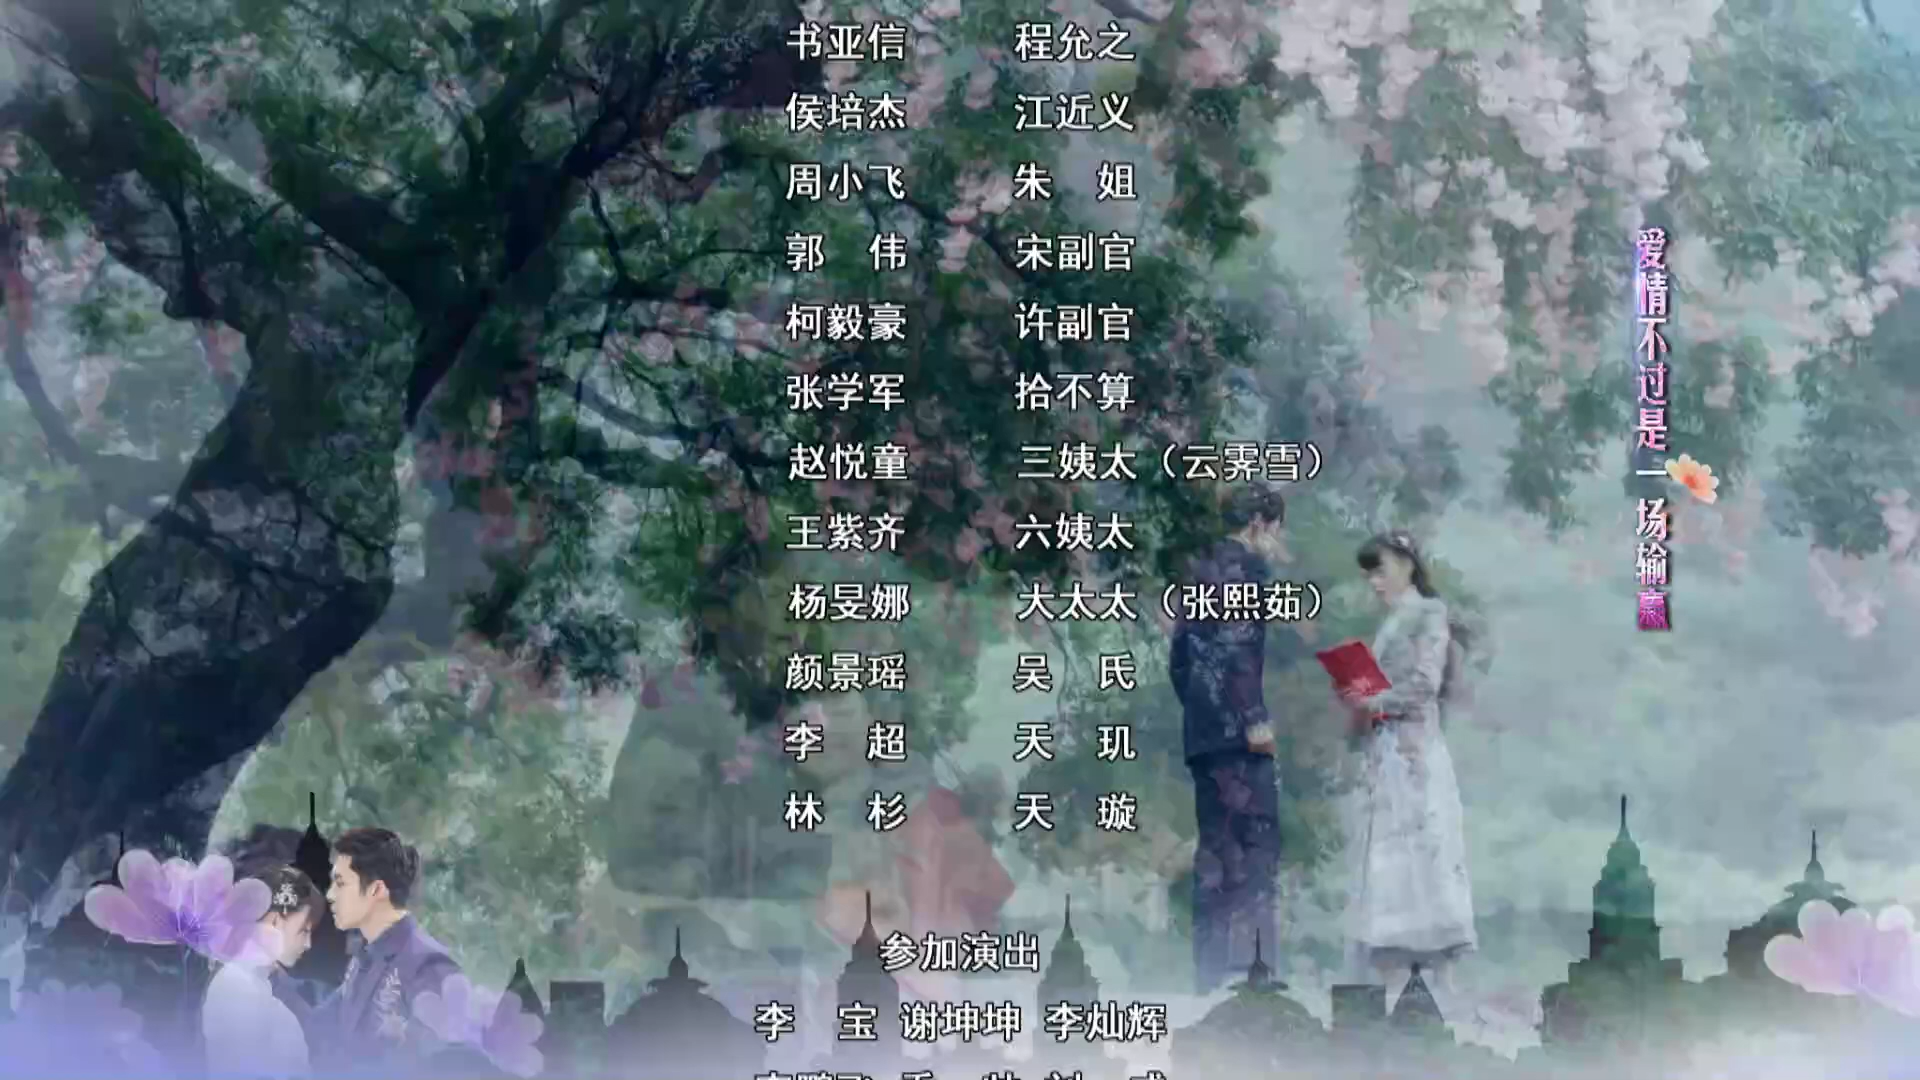 书亚信 程允之
侯培杰 江近义
周小飞 朱 姐
郭 伟 宋副官
柯毅豪 许副官
张学军 拾不算
赵悦童 三姨太（云霁雪）
王紫齐 六姨太
杨旻娜 大太太（张熙茹）
颜景瑶 吴 氏
李 超 天 玑
林 杉 天 璇
参加演出
李 宝 谢坤坤 李灿辉
爱情不过是一场输赢